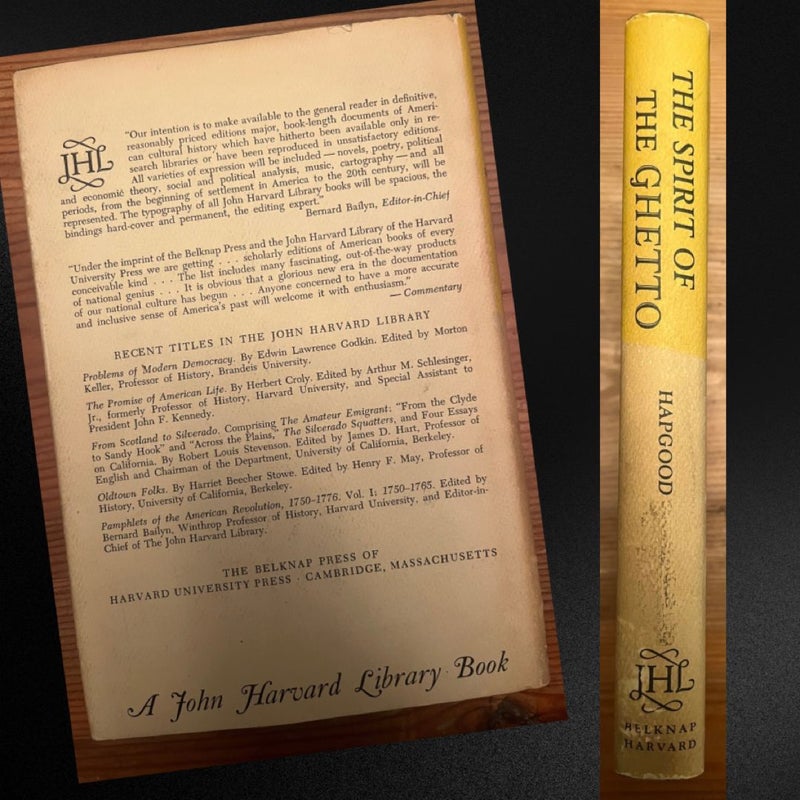 JHL
"Our intention is to make available to the general reader in definitive,
reasonably priced editions major, book-length documents of Ameri-
can cultural history which have hitherto been available only in re-
search libraries or have been reproduced in unsatisfactory editions.
All varieties of expression will be included — novels, poetry, political
and economic theory, social and political analysis, music, cartography — and all
periods, from the beginning of settlement in America to the 20th century, will be
represented. The typography of all John Harvard Library books will be spacious, the
bindings hard-cover and permanent, the editing expert."
Bernard Bailyn, Editor-in-Chief
"Under the imprint of the Belknap Press and the John Harvard Library of the Harvard
University Press we are getting . . . scholarly editions of American books of every
conceivable kind . . . The list includes many fascinating, out-of-the-way products
of national genius . . . It is obvious that a glorious new era in the documentation
of our national culture has begun . . . Anyone concerned to have a more accurate
and inclusive sense of America's past will welcome it with enthusiasm."
— Commentary
RECENT TITLES IN THE JOHN HARVARD LIBRARY
Problems of Modern Democracy. By Edwin Lawrence Godkin. Edited by Morton
Keller, Professor of History, Brandeis University.
The Promise of American Life. By Herbert Croly. Edited by Arthur M. Schlesinger,
Jr., formerly Professor of History, Harvard University, and Special Assistant to
President John F. Kennedy.
From Scotland to Silverado. Comprising The Amateur Emigrant: "From the Clyde
to Sandy Hook" and "Across the Plains," The Silverado Squatters, and Four Essays
on California. By Robert Louis Stevenson. Edited by James D. Hart, Professor of
English and Chairman of the Department, University of California, Berkeley.
Oldtown Folks. By Harriet Beecher Stowe. Edited by Henry F. May, Professor of
History, University of California, Berkeley.
Pamphlets of the American Revolution, 1750–1776. Vol. 1: 1750–1765. Edited by
Bernard Bailyn, Winthrop Professor of History, Harvard University, and Editor-in-
Chief of The John Harvard Library.
THE BELKNAP PRESS OF
HARVARD UNIVERSITY PRESS · CAMBRIDGE, MASSACHUSETTS
A John Harvard Library Book
THE SPIRIT OF
THE GHETTO
HAPGOOD
JHL
BELKNAP
HARVARD